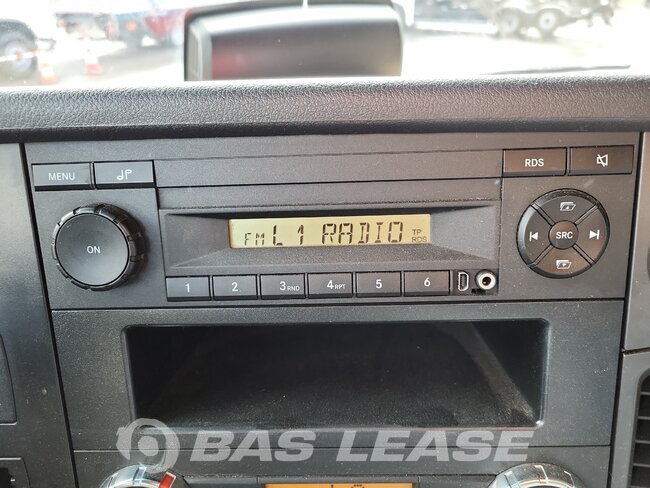 MENU
RDS
ON
FM L1 RADIO TP
RDS
SRC
1 2 3RND 4RPT 5 6
BAS LEASE